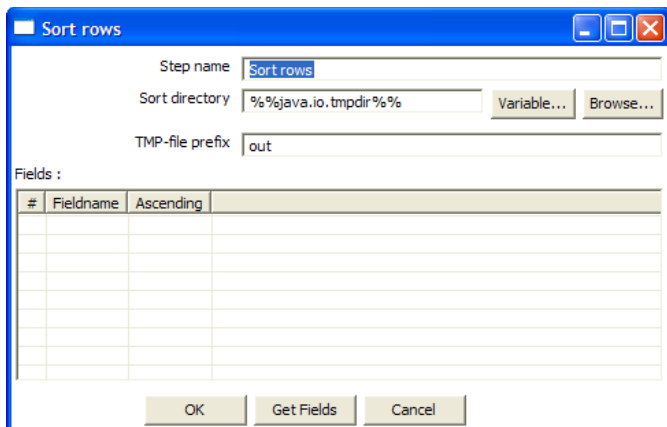 Sort rows
Step name Sort rows
Sort directory %%java.io.tmpdir%% Variable... Browse...
TMP-file prefix out
Fields :
# Fieldname Ascending
OK Get Fields Cancel